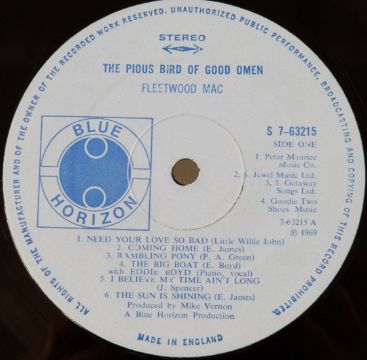 ALL RIGHTS OF THE MANUFACTURER AND OF THE OWNER OF THE RECORDED WORK RESERVED. UNAUTHORIZED PUBLIC PERFORMANCE, BROADCASTING AND COPYING OF THIS RECORD PROHIBITED.
STEREO
THE PIOUS BiRD OF GOOD OMEN
FLEETWOOD MAC
BLUE
HORIZON
S 7-63215
SIDE ONE
1. Peter Maurice
Music Co.
2. 6. Jewel Music Ltd.
3, 5. Getaway
Songs Ltd.
4. Goodie Two
Shoes Music
7-63215 A
℗ 1969
1. NEED YOUR LOVE SO BAD (Little Willie John)
2. COMING HOME (E. James)
3. RAMBLING PONY (P. A. Green)
4. THE BIG BOAT (E. Boyd)
with EDDIE BOYD (Piano, vocal)
5. I BELIEVE MY TIME AIN'T LONG
(J. Spencer)
6. THE SUN IS SHINING (E. James)
Produced by Mike Vernon
A Blue Horizon Production
MADE IN ENGLAND